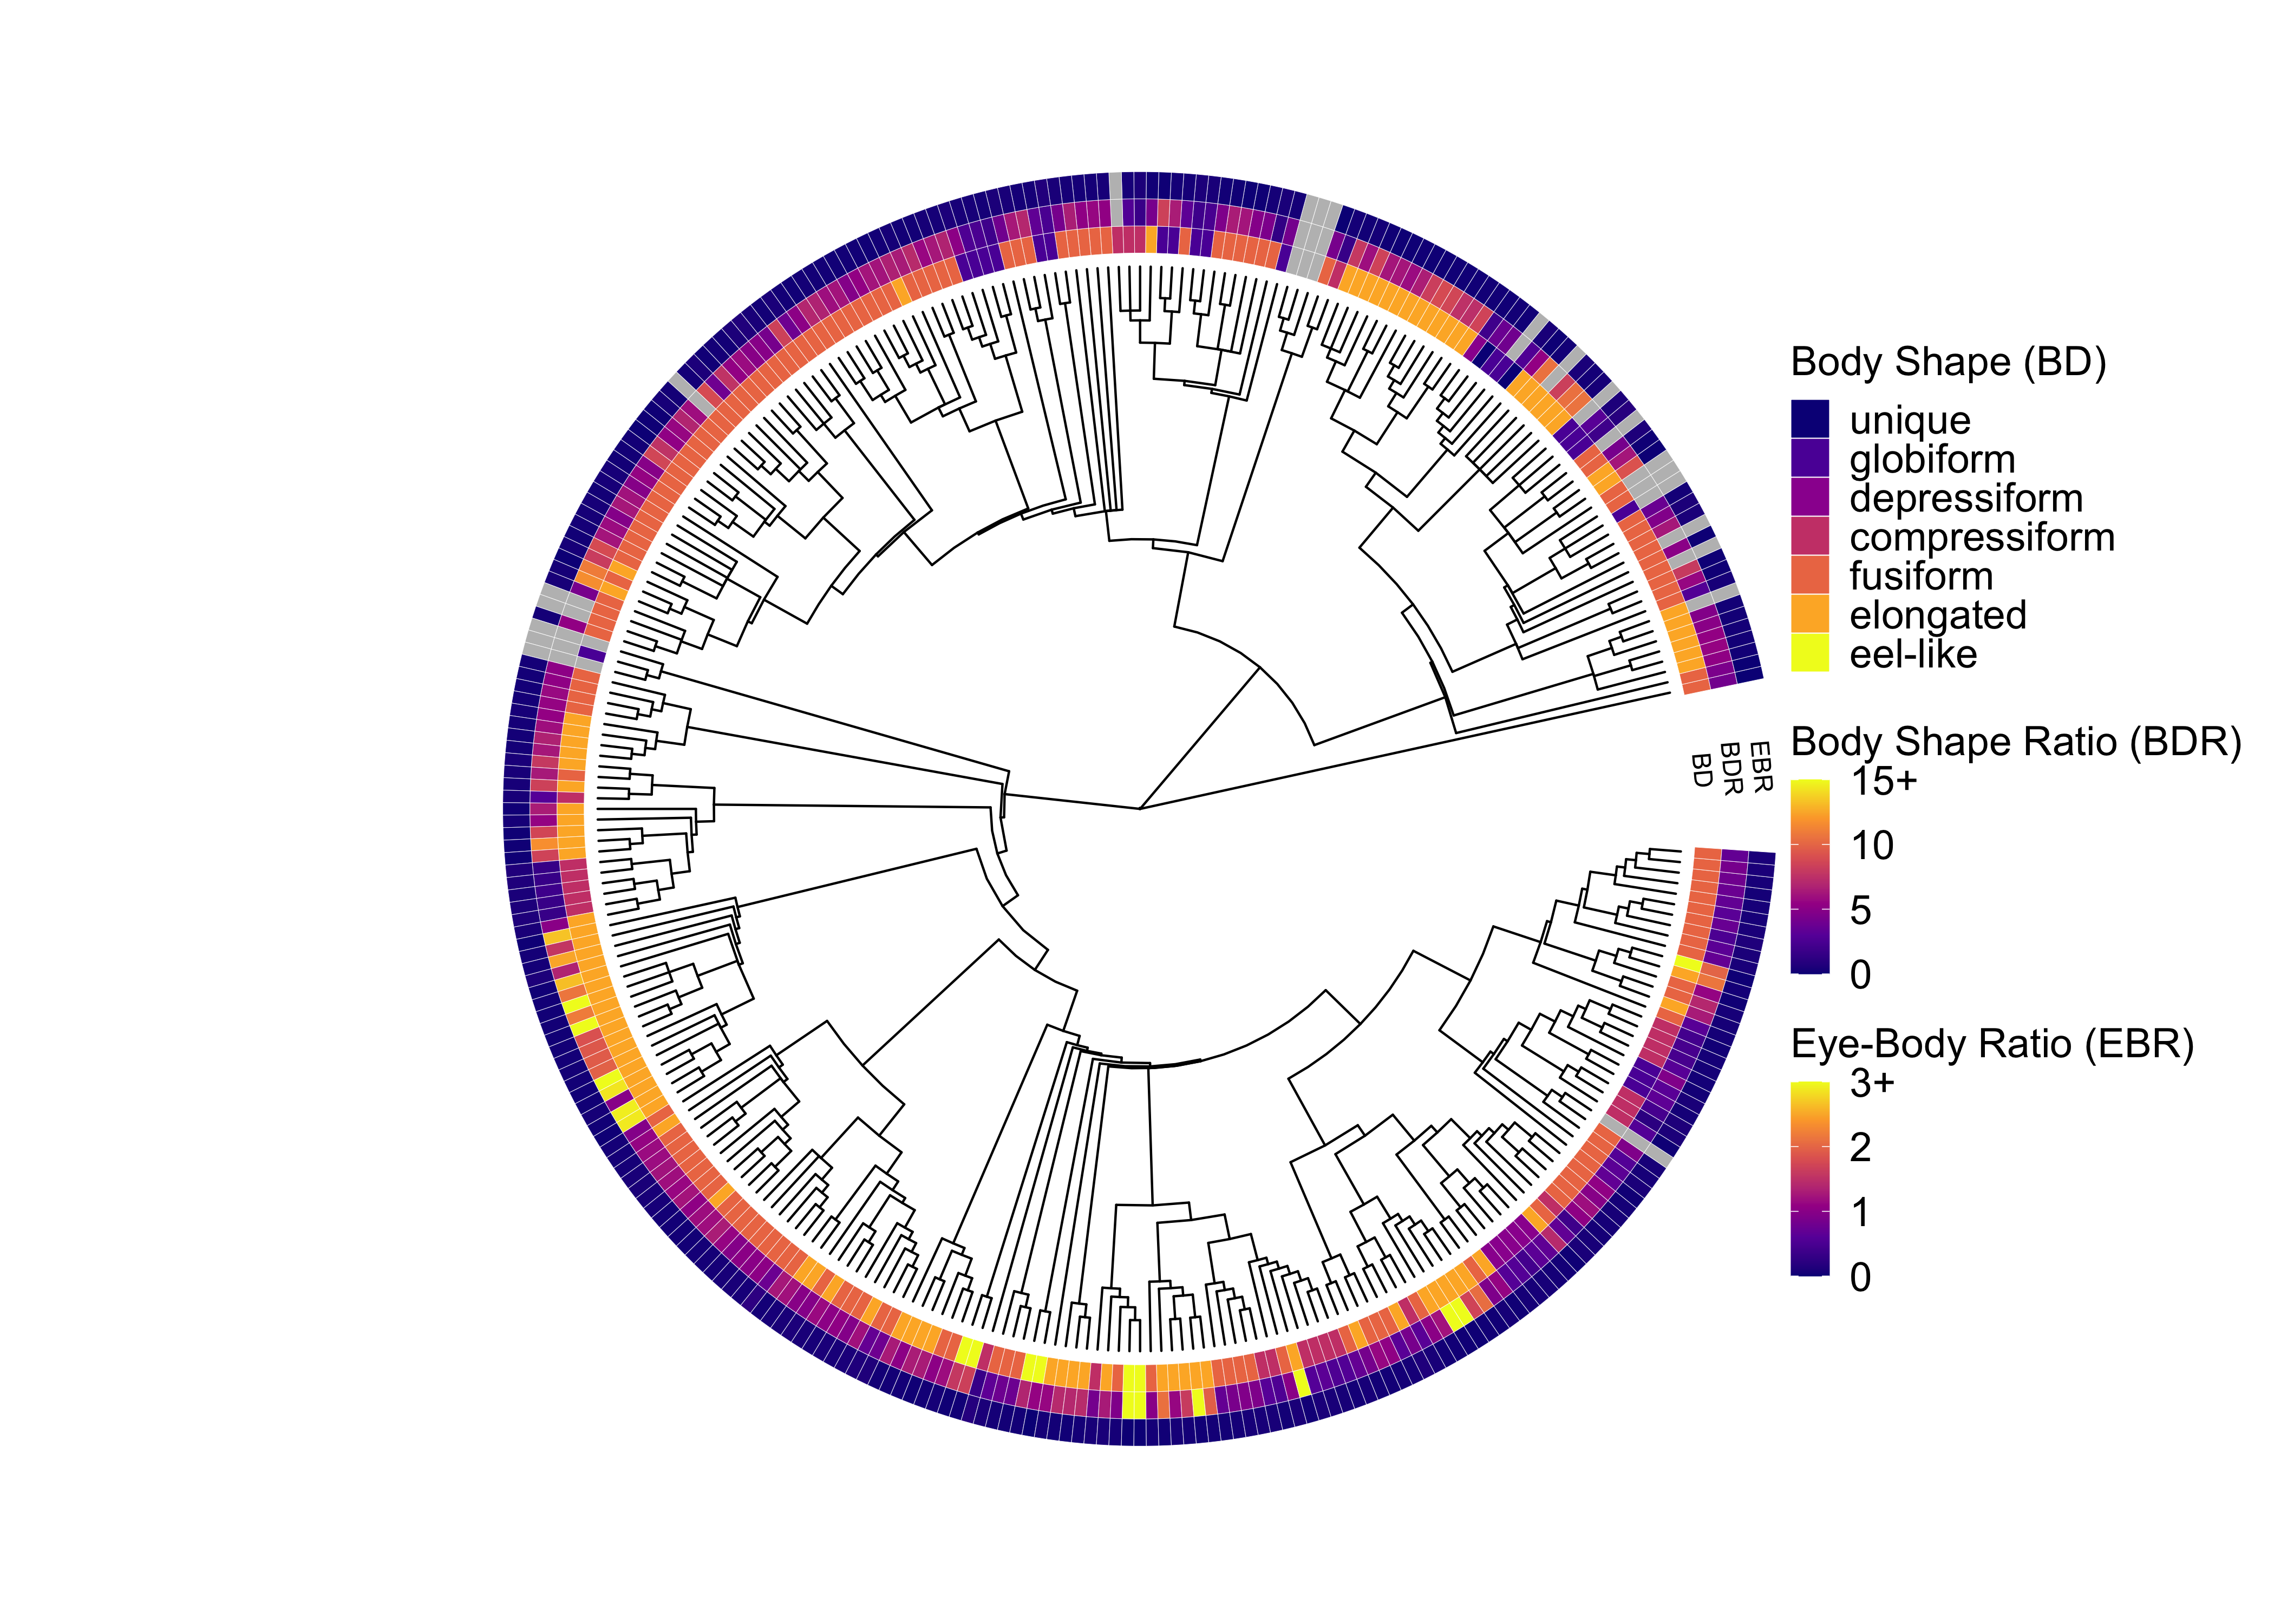 Body Shape (BD)
unique
globiform
depressiform
compressiform
fusiform
elongated
eel-like
BD
BDR
EBR
Body Shape Ratio (BDR)
15+
10
5
0
Eye-Body Ratio (EBR)
3+
2
1
0